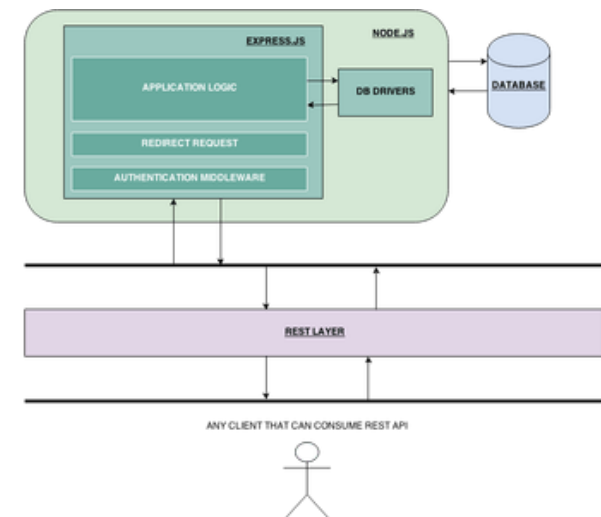 EXPRESS.JS
NODE.JS
APPLICATION LOGIC
DB DRIVERS
DATABASE
REDIRECT REQUEST
AUTHENTICATION MIDDLEWARE
REST LAYER
ANY CLIENT THAT CAN CONSUME REST API